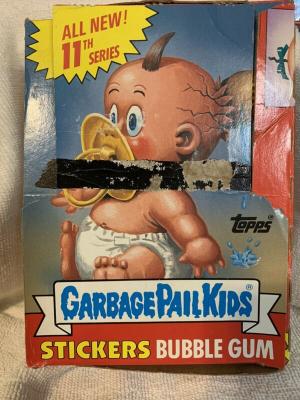 ALL NEW!
11TH
SERIES
topps®
GARBAGE PAIL KIDS®
STICKERS BUBBLE GUM